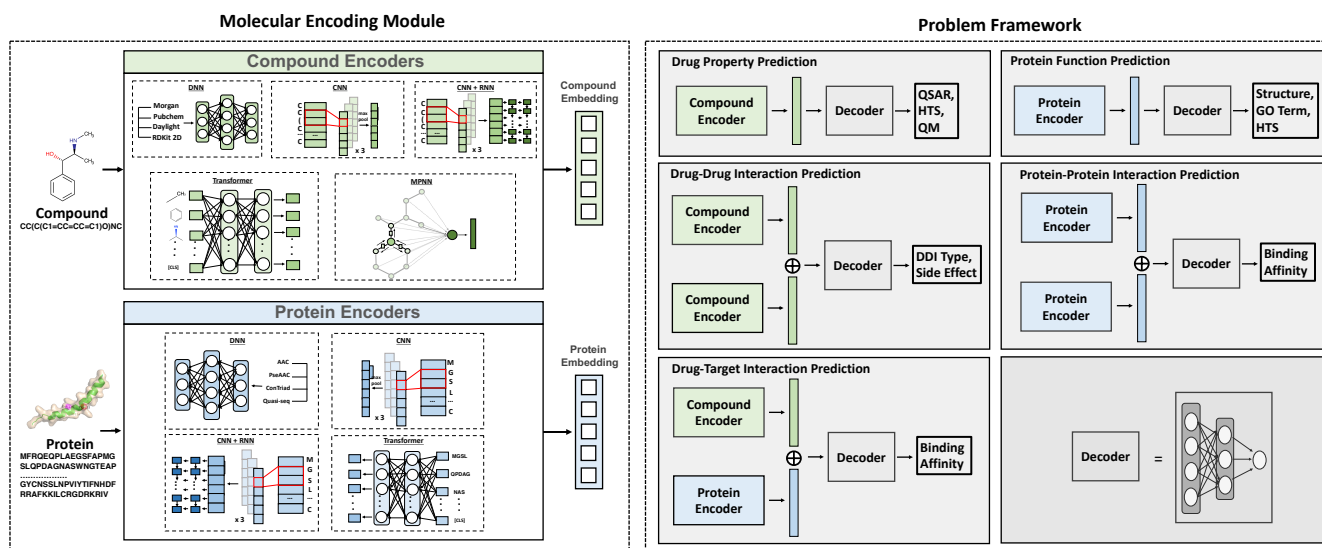 Molecular Encoding Module
Compound Encoders
DNN
Morgan
Pubchem
Daylight
RDKit 2D
CNN
C
C
(
C
...
C
max
pool
x 3
CNN + RNN
C
C
(
C
...
C
x 3
Transformer
CH₃
[CLS]
MPNN
Compound
Embedding
CH₃
HN
HO
CH₃
Compound
CC(C(C1=CC=CC=C1)O)NC
Protein Encoders
DNN
AAC
PseAAC
ConTriad
Quasi-seq
CNN
max
pool
x 3
M
G
S
L
...
C
CNN + RNN
x 3
M
G
S
L
...
C
Transformer
MGSL
QPDAG
NAS
[CLS]
Protein
Embedding
Protein
MFRQEQPLAEGSFAPMG
SLQPDAGNASWNGTEAP
..................
GYCNSSLNPVIYTIFNHDF
RRAFKKILCRGDRKRIV
Problem Framework
Drug Property Prediction
Compound
Encoder
Decoder
QSAR,
HTS,
QM
Protein Function Prediction
Protein
Encoder
Decoder
Structure,
GO Term,
HTS
Drug-Drug Interaction Prediction
Compound
Encoder
Compound
Encoder
Decoder
DDI Type,
Side Effect
Protein-Protein Interaction Prediction
Protein
Encoder
Protein
Encoder
Decoder
Binding
Affinity
Drug-Target Interaction Prediction
Compound
Encoder
Protein
Encoder
Decoder
Binding
Affinity
Decoder
=